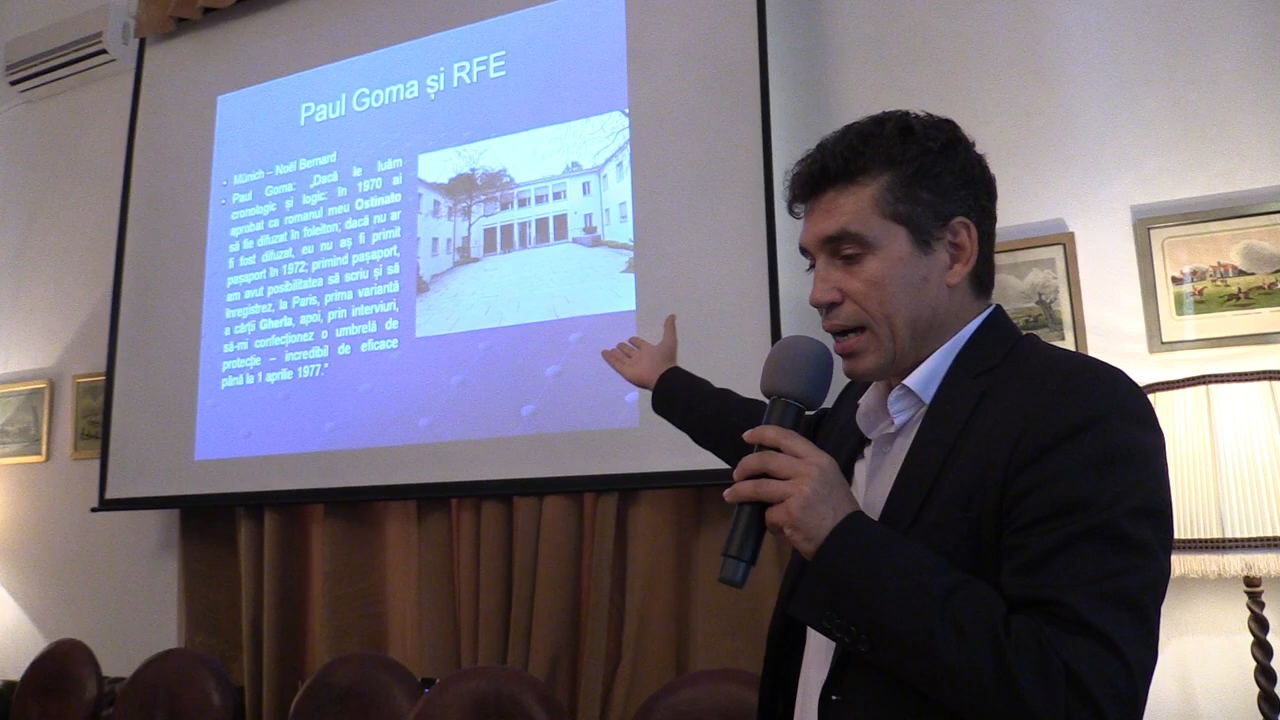 Paul Goma și RFE
Münich – Noël Bernard
Paul Goma: „Dacă le luăm
cronologic și logic: în 1970 ai
aprobat ca romanul meu Ostinato
să fie difuzat în foileton; dacă nu ar
fi fost difuzat, eu nu aș fi primit
pașaport în 1972; primind pașaport,
am avut posibilitatea să scriu și să
înregistrez, la Paris, prima variantă
a cărții Gherla, apoi, prin interviuri,
să-mi confecționez o umbrelă de
protecție – incredibil de eficace
până la 1 aprilie 1977.”